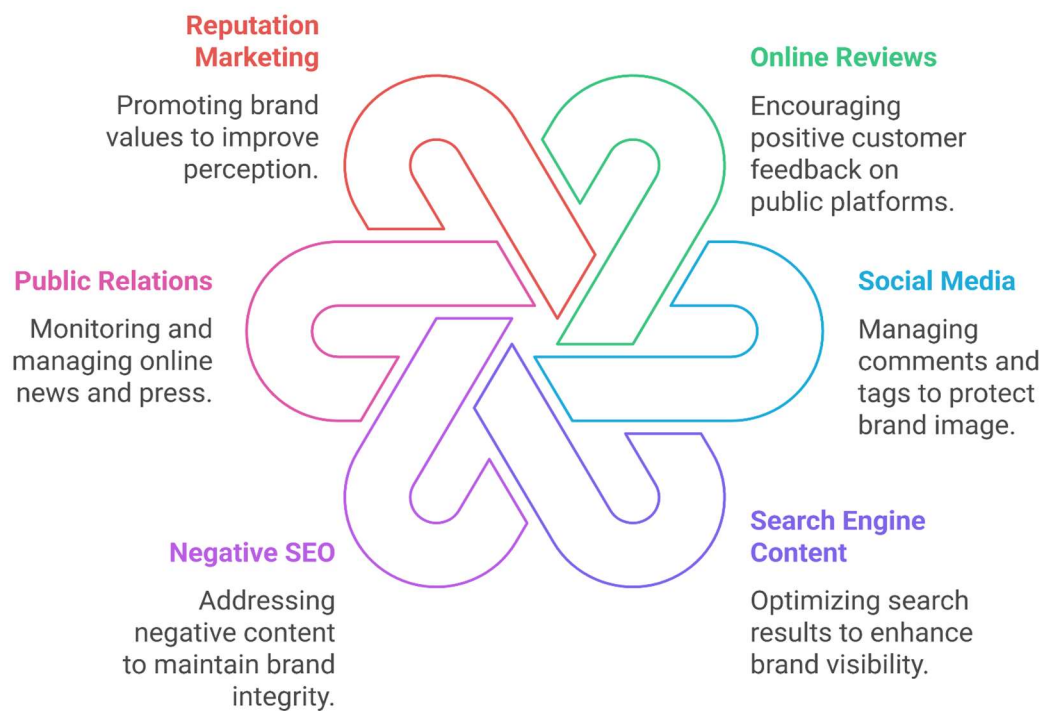 Reputation
Marketing
Promoting brand
values to improve
perception.
Online Reviews
Encouraging
positive customer
feedback on
public platforms.
Public Relations
Monitoring and
managing online
news and press.
Social Media
Managing
comments and
tags to protect
brand image.
Negative SEO
Addressing
negative content
to maintain brand
integrity.
Search Engine
Content
Optimizing search
results to enhance
brand visibility.